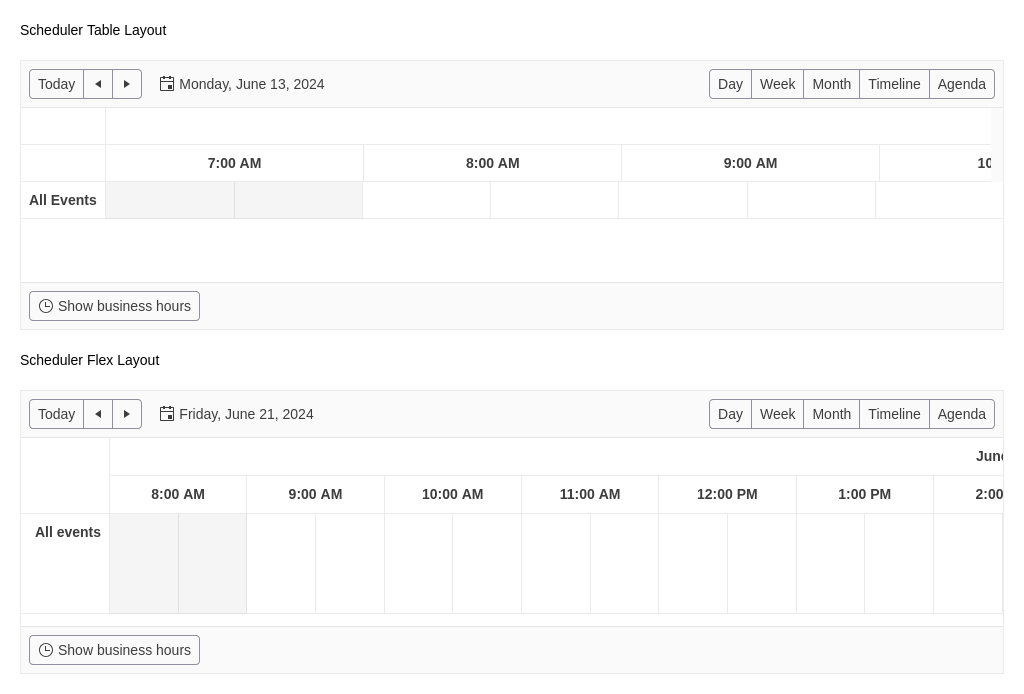 Scheduler Table Layout
Today Monday, June 13, 2024 Day Week Month Timeline Agenda
7:00 AM 8:00 AM 9:00 AM 10
All Events
Show business hours
Scheduler Flex Layout
Today Friday, June 21, 2024 Day Week Month Timeline Agenda
June
8:00 AM 9:00 AM 10:00 AM 11:00 AM 12:00 PM 1:00 PM 2:00
All events
Show business hours